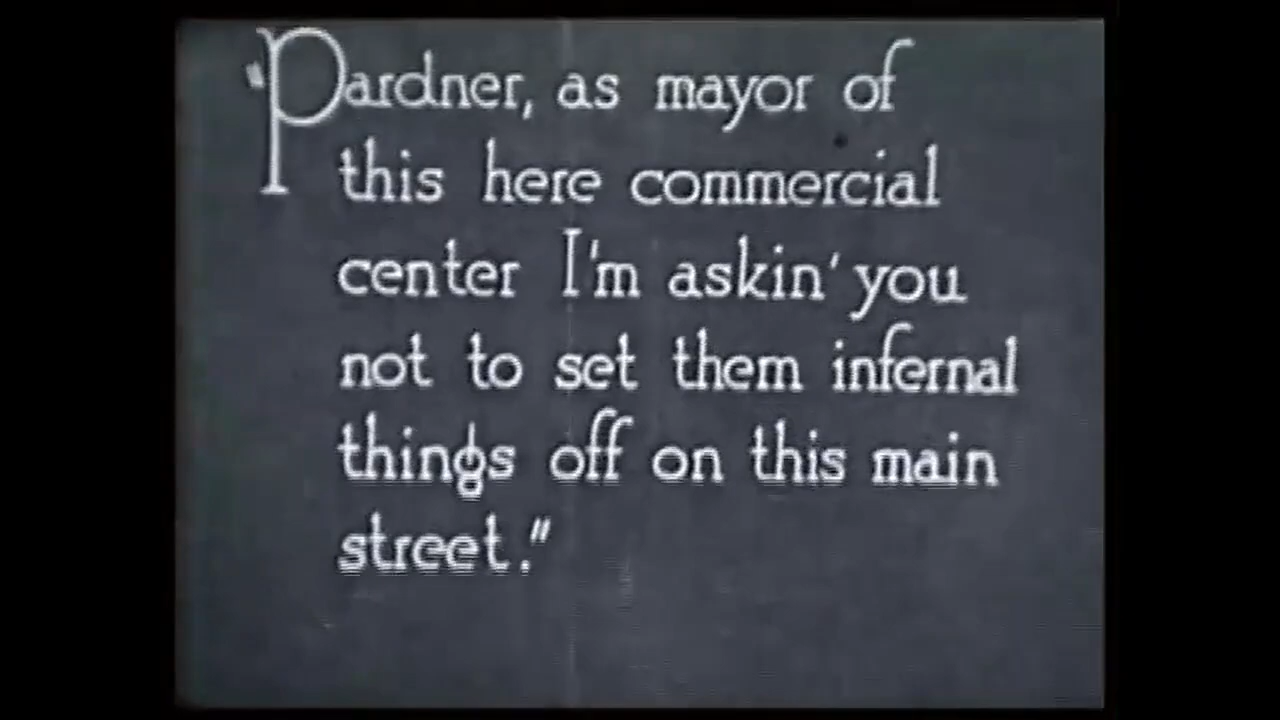 "Pardner, as mayor of
this here commercial
center I'm askin' you
not to set them infernal
things off on this main
street."